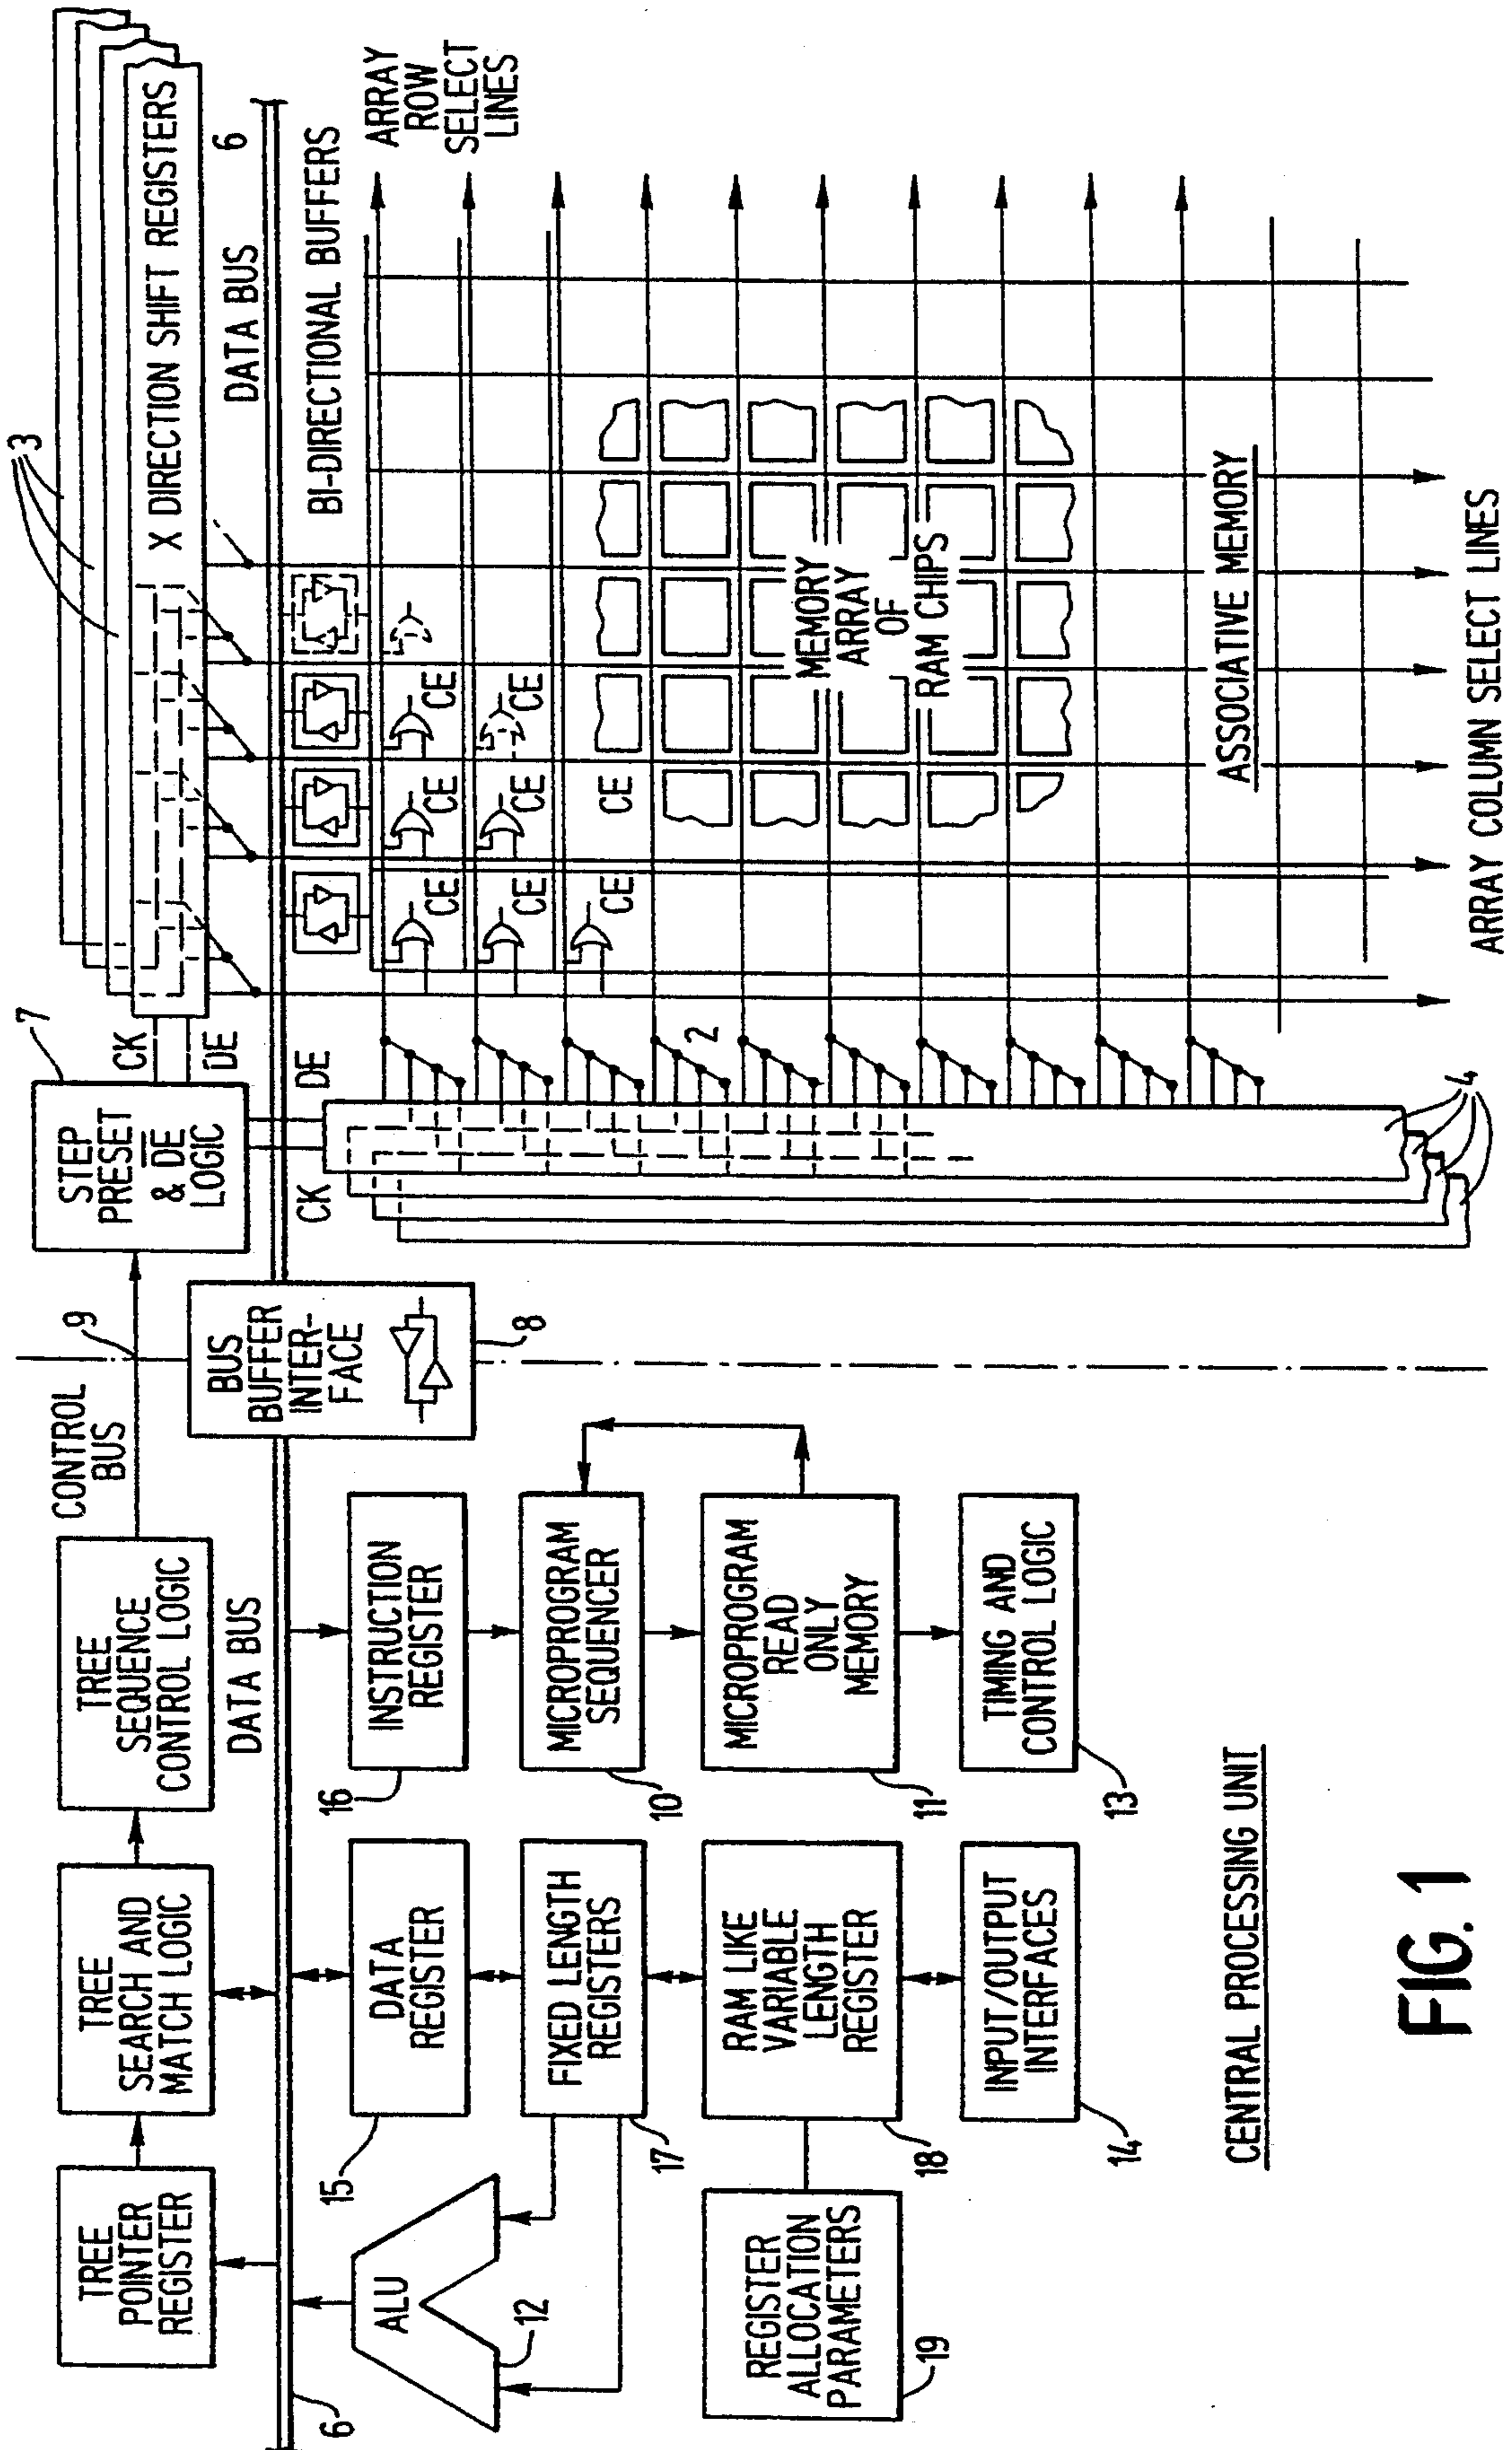 TREE
POINTER
REGISTER
TREE
SEARCH AND
MATCH LOGIC
TREE
SEQUENCE
CONTROL LOGIC
CONTROL
BUS
9
STEP
PRESET
& DE
LOGIC
7
CK
DE
3
X DIRECTION SHIFT REGISTERS
6
DATA BUS
BUS
BUFFER
INTER-
FACE
8
DATA BUS
6
CK
DE
BI-DIRECTIONAL BUFFERS
ALU
12
DATA
REGISTER
15
INSTRUCTION
REGISTER
16
FIXED LENGTH
REGISTERS
17
MICROPROGRAM
SEQUENCER
10
REGISTER
ALLOCATION
PARAMETERS
19
RAM LIKE
VARIABLE
LENGTH
REGISTER
18
MICROPROGRAM
READ
ONLY
MEMORY
11
INPUT/OUTPUT
INTERFACES
14
TIMING AND
CONTROL LOGIC
13
CE
CE
CE
CE
CE
CE
CE
CE
2
4
ARRAY
ROW
SELECT
LINES
MEMORY
ARRAY
OF
RAM CHIPS
ASSOCIATIVE MEMORY
ARRAY COLUMN SELECT LINES
CENTRAL PROCESSING UNIT
FIG. 1